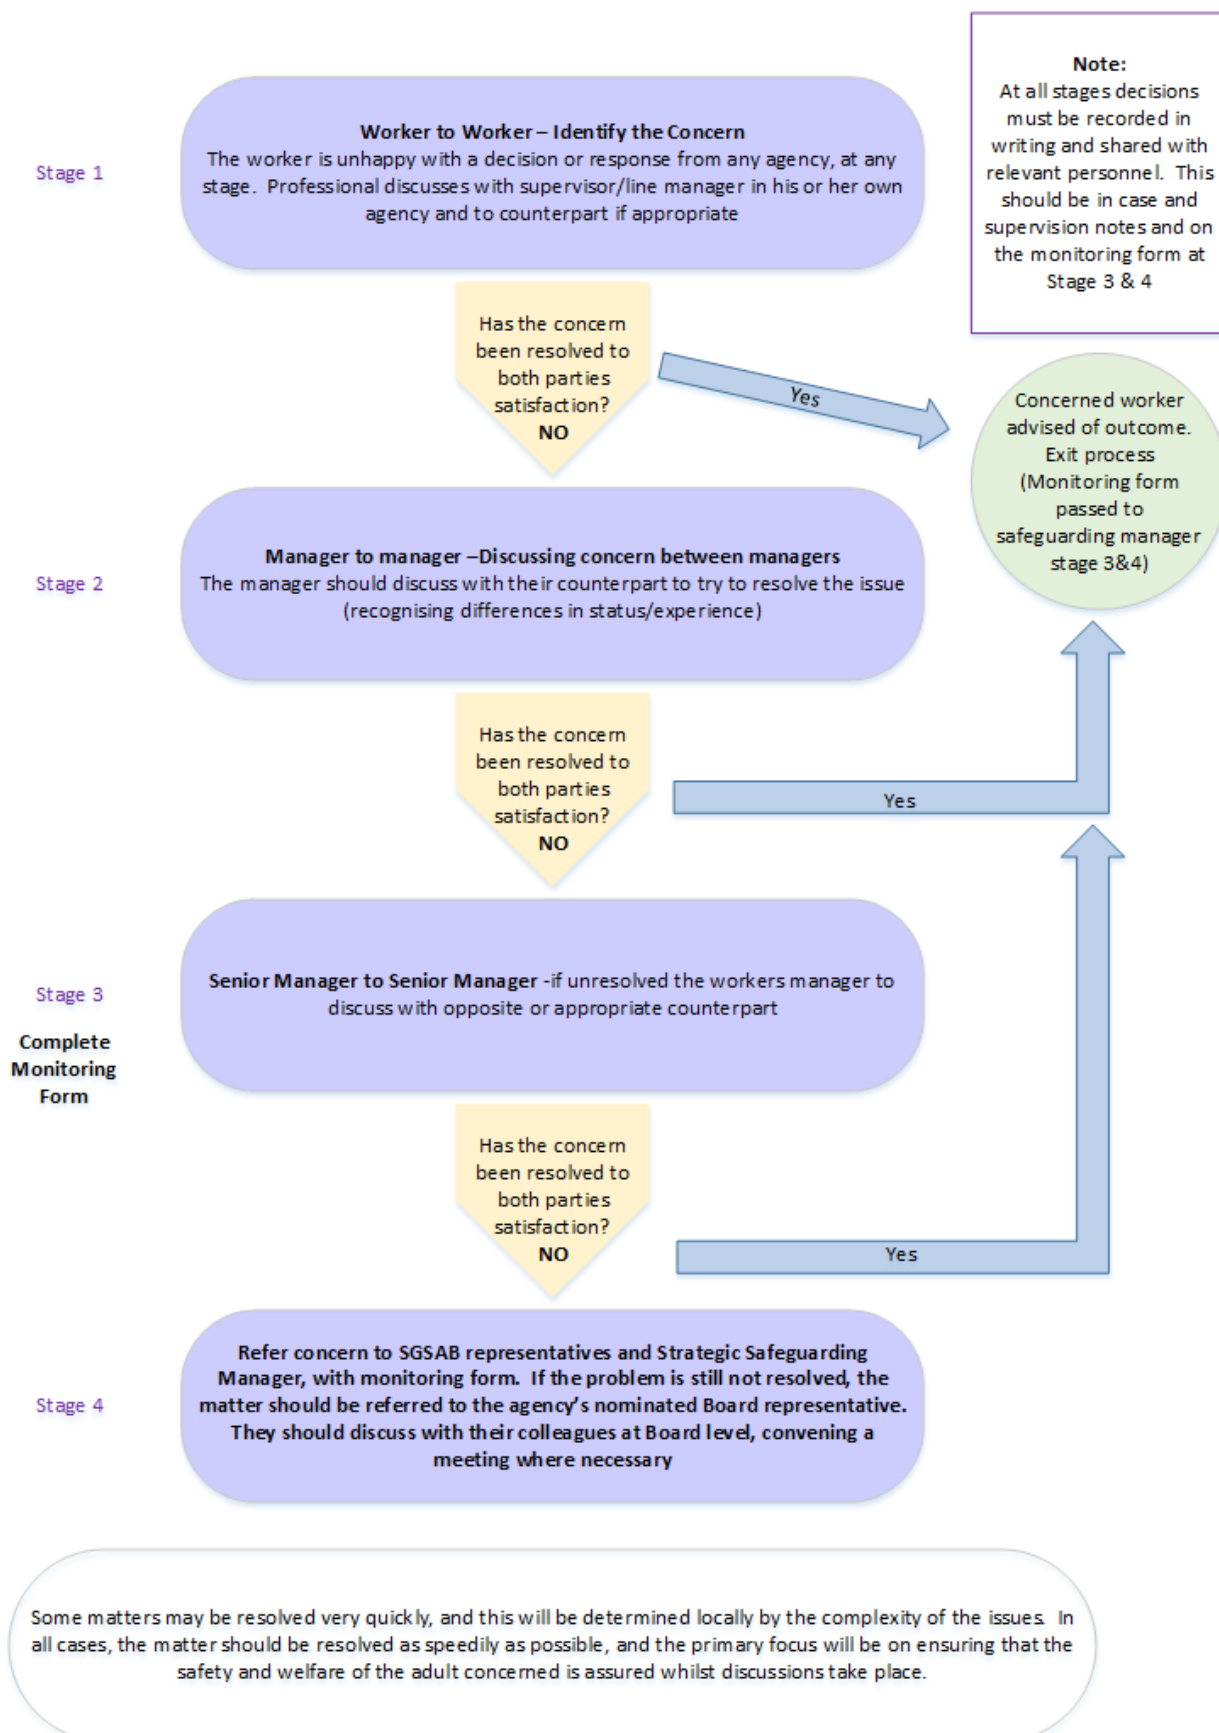 Note:
At all stages decisions
must be recorded in
writing and shared with
relevant personnel.  This
should be in case and
supervision notes and on
the monitoring form at
Stage 3 & 4
Stage 1
Worker to Worker – Identify the Concern
The worker is unhappy with a decision or response from any agency, at any
stage.  Professional discusses with supervisor/line manager in his or her own
agency and to counterpart if appropriate
Has the concern
been resolved to
both parties
satisfaction?
NO
Yes
Concerned worker
advised of outcome.
Exit process
(Monitoring form
passed to
safeguarding manager
stage 3&4)
Stage 2
Manager to manager –Discussing concern between managers
The manager should discuss with their counterpart to try to resolve the issue
(recognising differences in status/experience)
Has the concern
been resolved to
both parties
satisfaction?
NO
Yes
Stage 3
Complete
Monitoring
Form
Senior Manager to Senior Manager -if unresolved the workers manager to
discuss with opposite or appropriate counterpart
Has the concern
been resolved to
both parties
satisfaction?
NO
Yes
Stage 4
Refer concern to SGSAB representatives and Strategic Safeguarding
Manager, with monitoring form.  If the problem is still not resolved, the
matter should be referred to the agency’s nominated Board representative.
They should discuss with their colleagues at Board level, convening a
meeting where necessary
Some matters may be resolved very quickly, and this will be determined locally by the complexity of the issues.  In
all cases, the matter should be resolved as speedily as possible, and the primary focus will be on ensuring that the
safety and welfare of the adult concerned is assured whilst discussions take place.